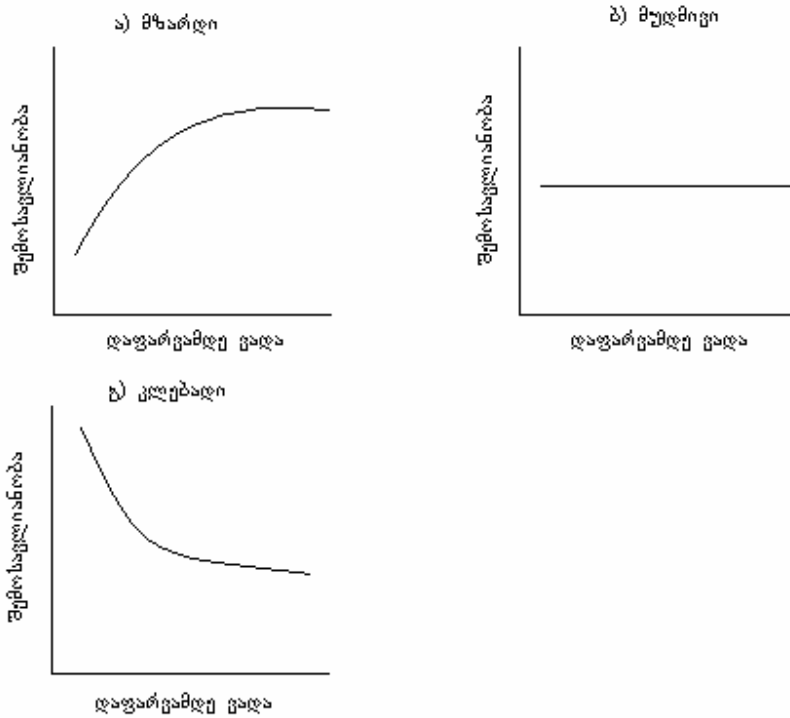 ა) მზარდი
შემოსავლიანობა
დაფარვამდე ვადა
ბ) მუდმივი
შემოსავლიანობა
დაფარვამდე ვადა
გ) კლებადი
შემოსავლიანობა
დაფარვამდე ვადა